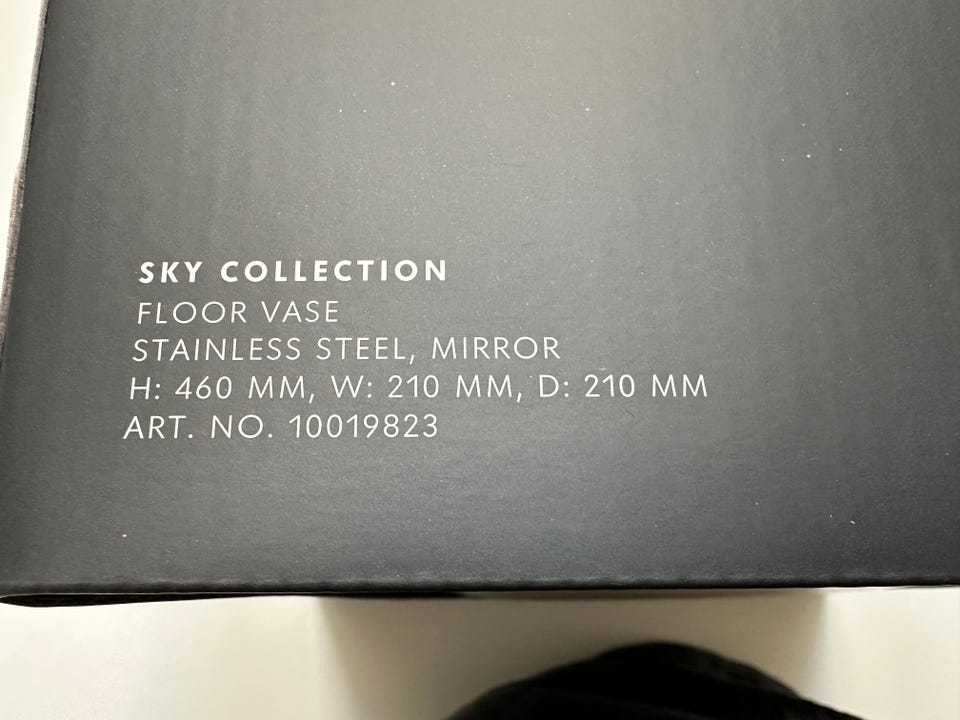 SKY COLLECTION
FLOOR VASE
STAINLESS STEEL, MIRROR
H: 460 MM, W: 210 MM, D: 210 MM
ART. NO. 10019823